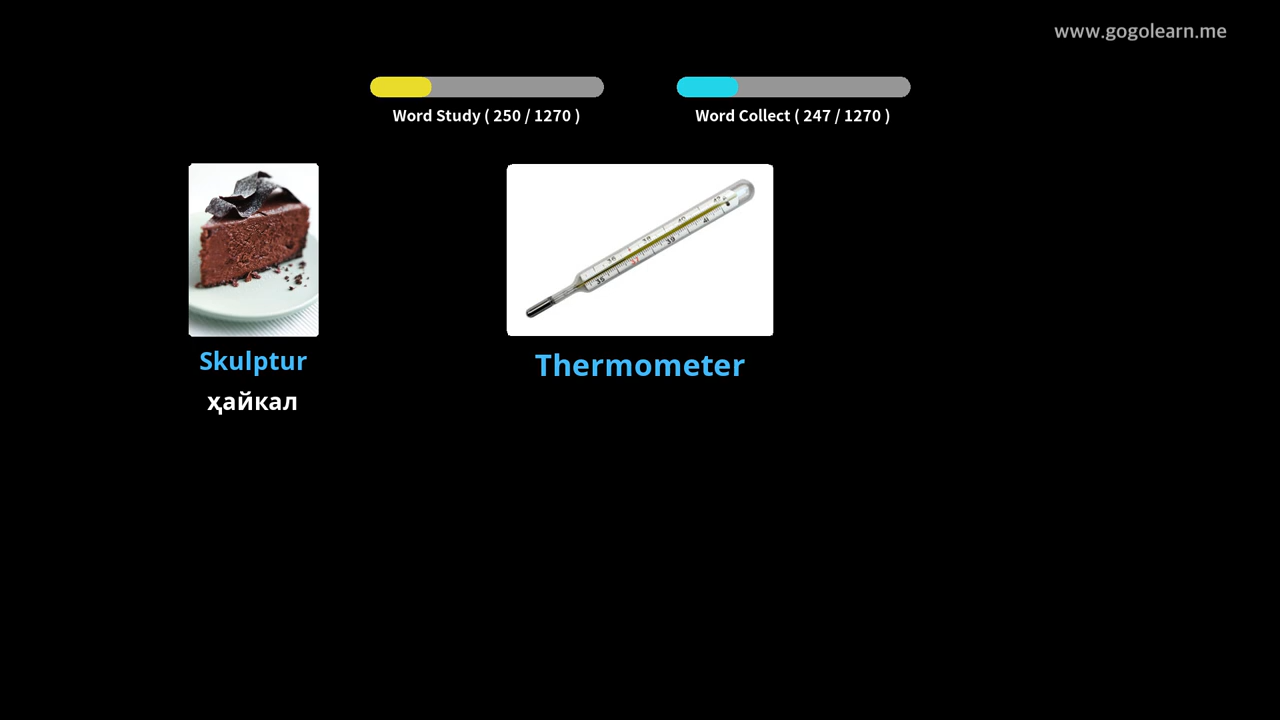 www.gogolearn.me
Word Study ( 250 / 1270 )
Word Collect ( 247 / 1270 )
Skulptur
ҳайкал
Thermometer